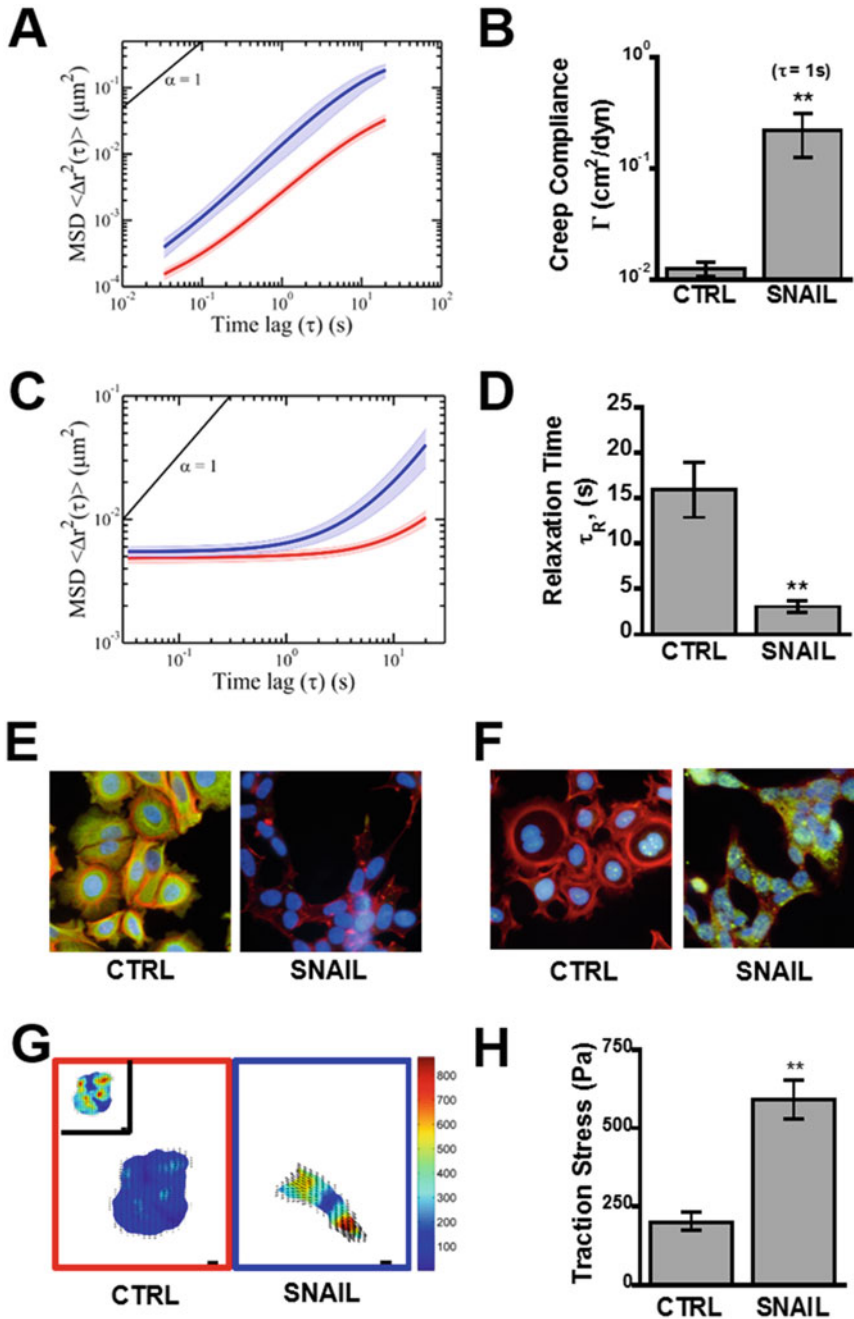 A
10⁻¹
10⁻²
10⁻³
10⁻⁴
MSD <Δr²(τ)> (μm²)
α = 1
10⁻² 10⁻¹ 10⁰ 10¹ 10²
Time lag (τ) (s)
B
10⁰
10⁻¹
10⁻²
Creep Compliance
Γ (cm²/dyn)
(τ = 1s)
**
CTRL SNAIL
C
10⁻¹
10⁻²
10⁻³
MSD <Δr²(τ)> (μm²)
α = 1
10⁻¹ 10⁰ 10¹
Time lag (τ) (s)
D
25
20
15
10
5
0
Relaxation Time
τR, (s)
**
CTRL SNAIL
E
CTRL SNAIL
F
CTRL SNAIL
G
800
700
600
500
400
300
200
100
CTRL SNAIL
H
750
500
250
0
Traction Stress (Pa)
**
CTRL SNAIL